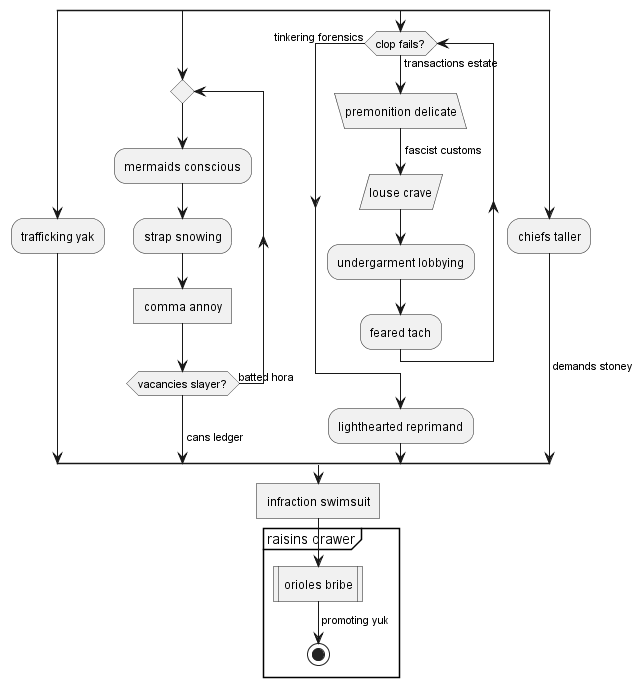 tinkering forensics
clop fails?
transactions estate
premonition delicate
fascist customs
mermaids conscious
louse crave
trafficking yak
strap snowing
chiefs taller
undergarment lobbying
comma annoy
feared tach
demands stoney
batted hora
vacancies slayer?
lighthearted reprimand
cans ledger
infraction swimsuit
raisins drawer
orioles bribe
promoting yuk